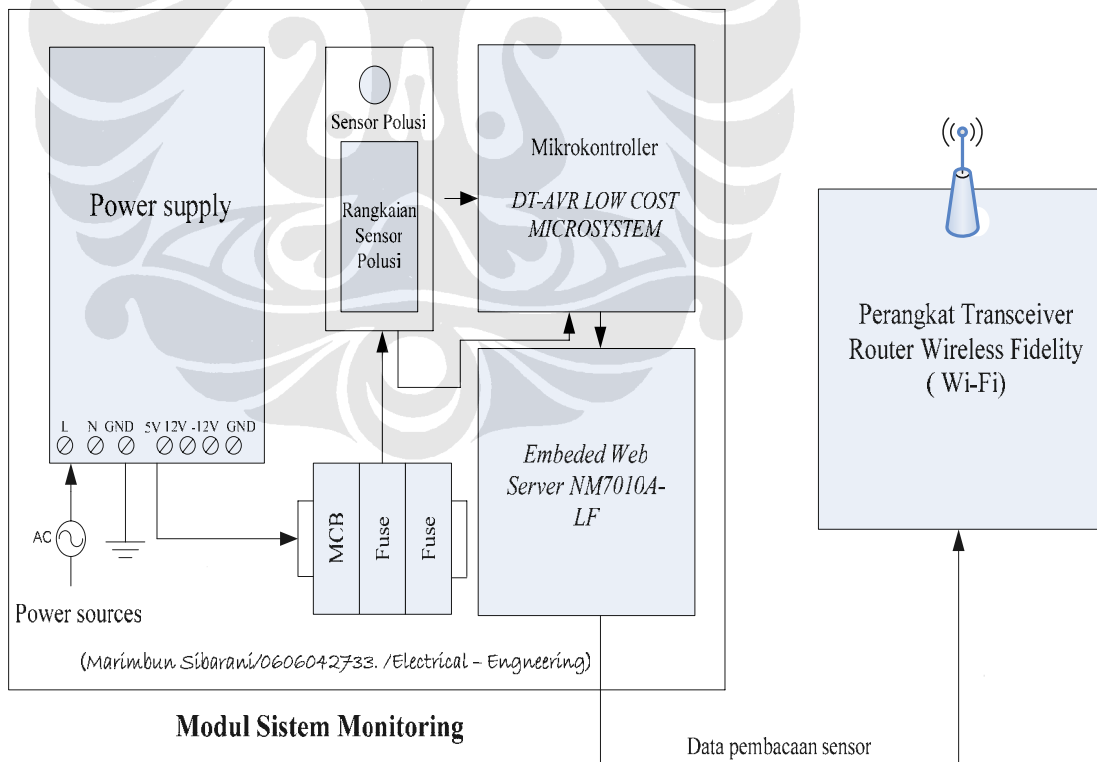 Power supply
L N GND 5V 12V -12V GND
AC
Power sources
Sensor Polusi
Rangkaian
Sensor
Polusi
MCB
Fuse
Fuse
Mikrokontroller
DT-AVR LOW COST
MICROSYSTEM
Embeded Web
Server NM7010A-
LF
(Marimbun Sibarani/0606042733. /Electrical - Engneering)
Modul Sistem Monitoring
Perangkat Transceiver
Router Wireless Fidelity
( Wi-Fi)
Data pembacaan sensor